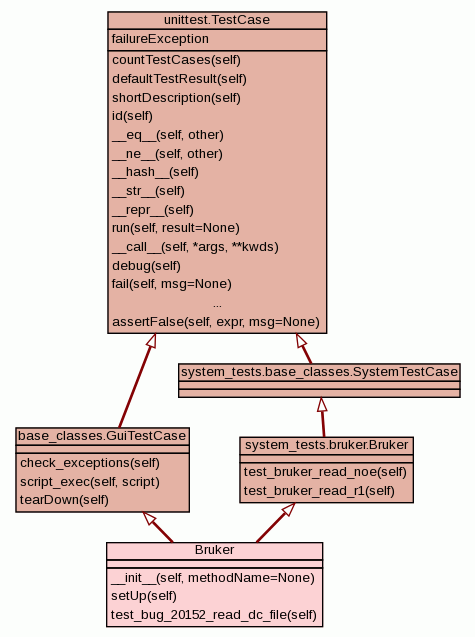 unittest.TestCase
failureException
countTestCases(self)
defaultTestResult(self)
shortDescription(self)
id(self)
__eq__(self, other)
__ne__(self, other)
__hash__(self)
__str__(self)
__repr__(self)
run(self, result=None)
__call__(self, *args, **kwds)
debug(self)
fail(self, msg=None)
...
assertFalse(self, expr, msg=None)
system_tests.base_classes.SystemTestCase
base_classes.GuiTestCase
check_exceptions(self)
script_exec(self, script)
tearDown(self)
system_tests.bruker.Bruker
test_bruker_read_noe(self)
test_bruker_read_r1(self)
Bruker
__init__(self, methodName=None)
setUp(self)
test_bug_20152_read_dc_file(self)